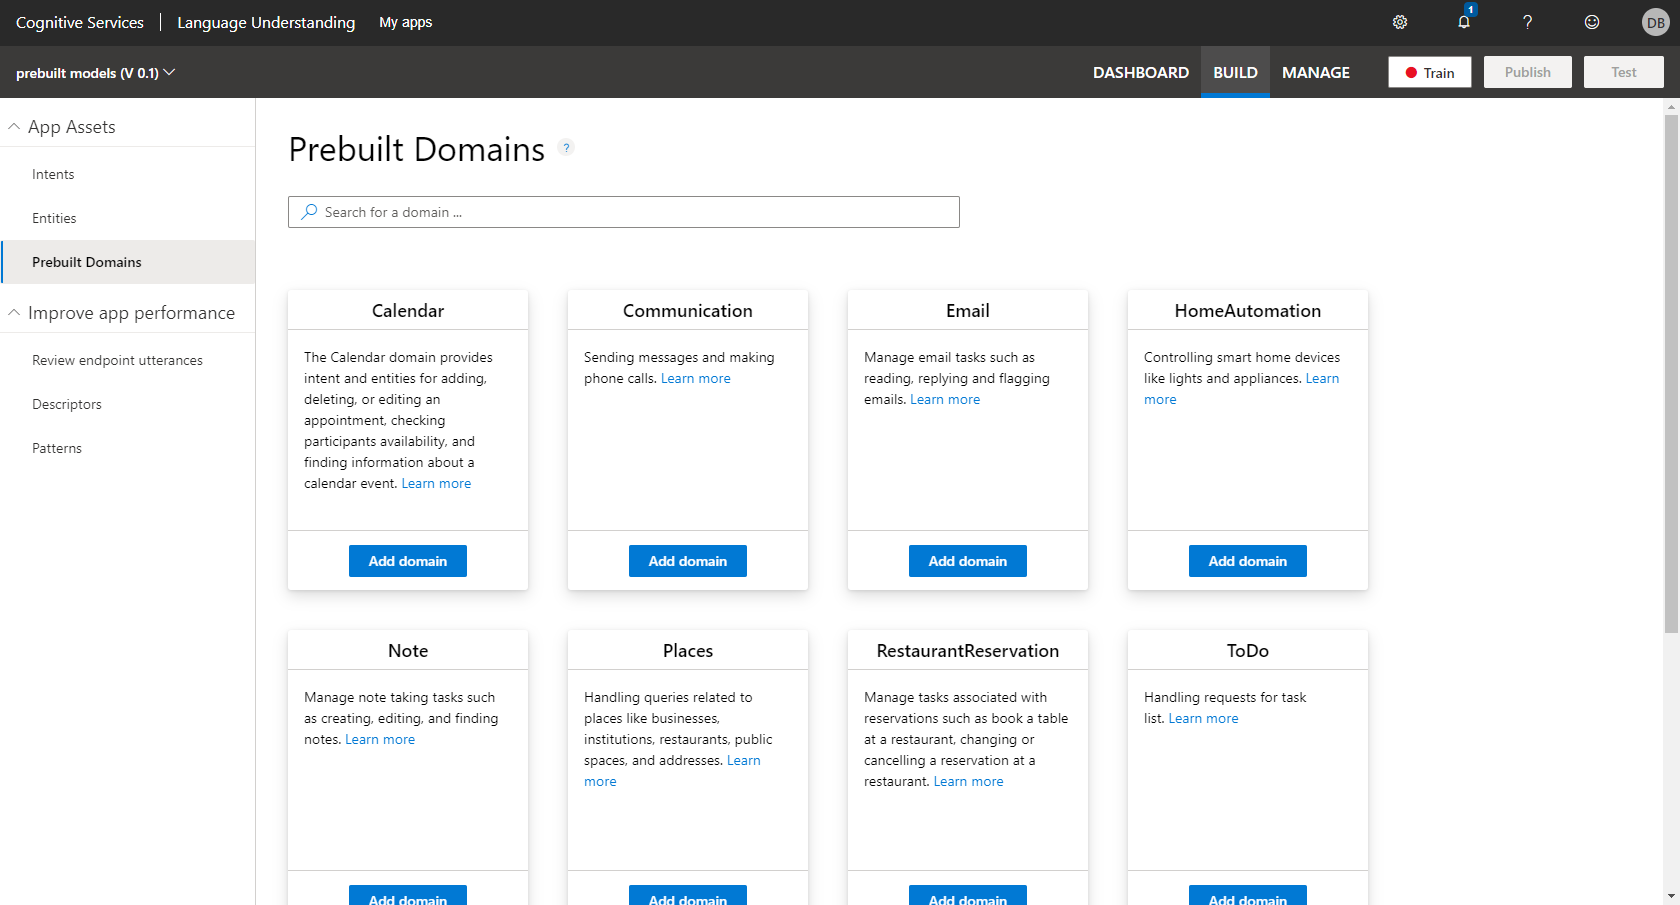 Cognitive Services Language Understanding My apps 1 ? DB
prebuilt models (V 0.1) DASHBOARD BUILD MANAGE Train Publish Test
App Assets
Intents
Entities
Prebuilt Domains
Improve app performance
Review endpoint utterances
Descriptors
Patterns
Prebuilt Domains ?
Search for a domain ...
Calendar
The Calendar domain provides
intent and entities for adding,
deleting, or editing an
appointment, checking
participants availability, and
finding information about a
calendar event. Learn more
Add domain
Communication
Sending messages and making
phone calls. Learn more
Add domain
Email
Manage email tasks such as
reading, replying and flagging
emails. Learn more
Add domain
HomeAutomation
Controlling smart home devices
like lights and appliances. Learn
more
Add domain
Note
Manage note taking tasks such
as creating, editing, and finding
notes. Learn more
Add domain
Places
Handling queries related to
places like businesses,
institutions, restaurants, public
spaces, and addresses. Learn
more
Add domain
RestaurantReservation
Manage tasks associated with
reservations such as book a table
at a restaurant, changing or
cancelling a reservation at a
restaurant. Learn more
Add domain
ToDo
Handling requests for task
list. Learn more
Add domain